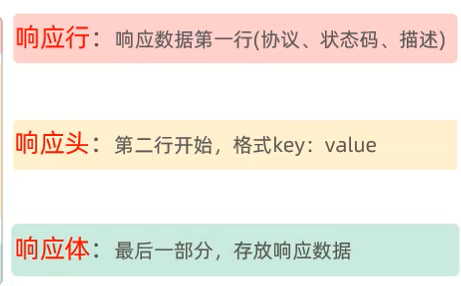 响应行：响应数据第一行(协议、状态码、描述)
响应头：第二行开始，格式key：value
响应体：最后一部分，存放响应数据